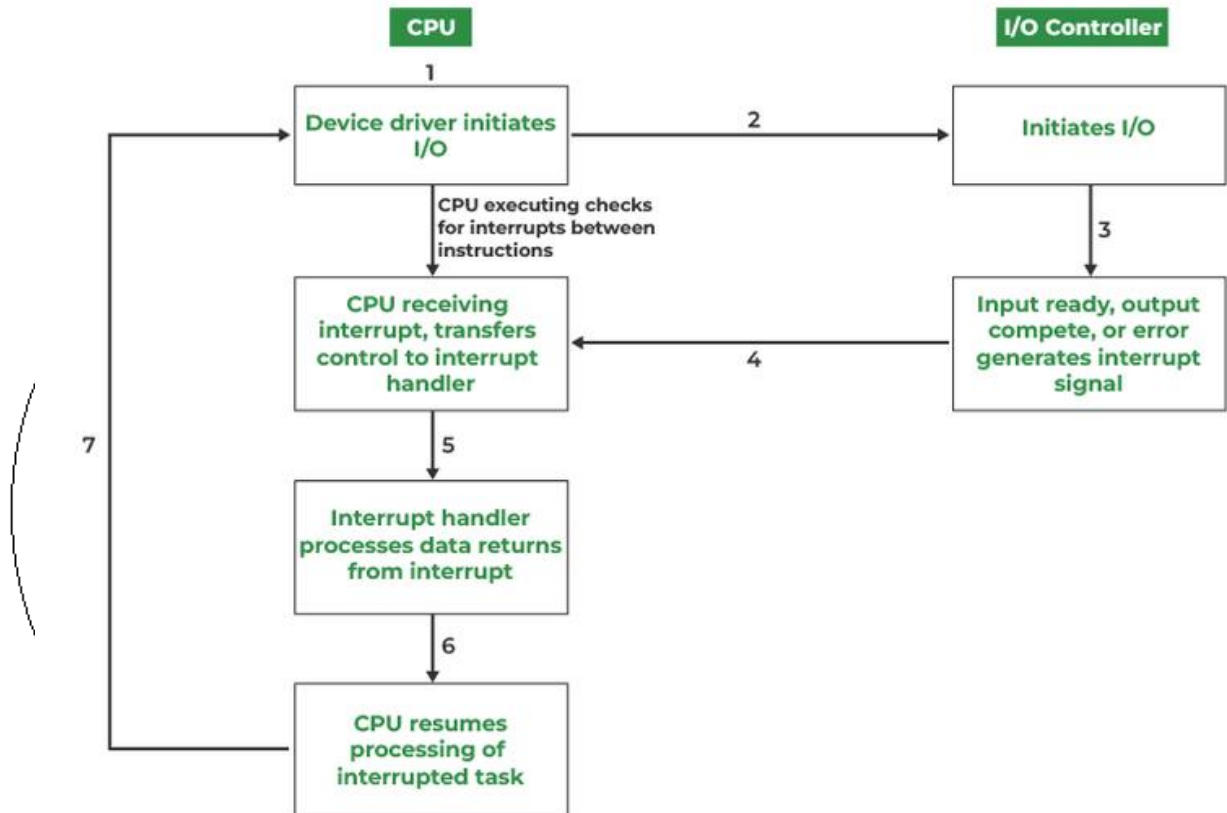 CPU
I/O Controller
1
Device driver initiates
I/O
2
Initiates I/O
CPU executing checks
for interrupts between
instructions
3
CPU receiving
interrupt, transfers
control to interrupt
handler
4
Input ready, output
compete, or error
generates interrupt
signal
7
5
Interrupt handler
processes data returns
from interrupt
6
CPU resumes
processing of
interrupted task